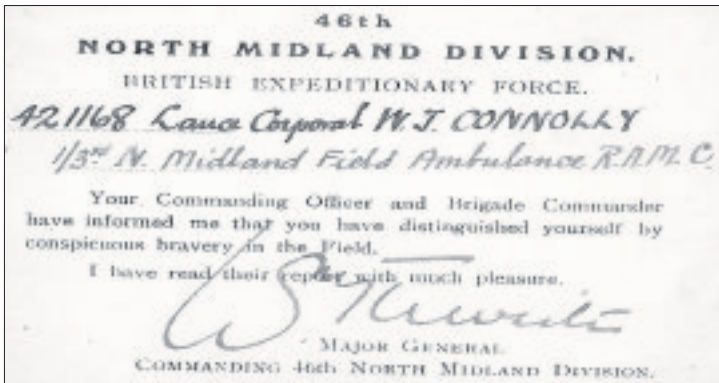 46th
NORTH MIDLAND DIVISION.
BRITISH EXPEDITIONARY FORCE.
421168 Lance Corporal W. J. CONNOLLY
1/3rd N. Midland Field Ambulance R.A.M.C.
Your Commanding Officer and Brigade Commander
have informed me that you have distinguished yourself by
conspicuous bravery in the Field.
I have read their report with much pleasure.
MAJOR GENERAL
COMMANDING 46th NORTH MIDLAND DIVISION.